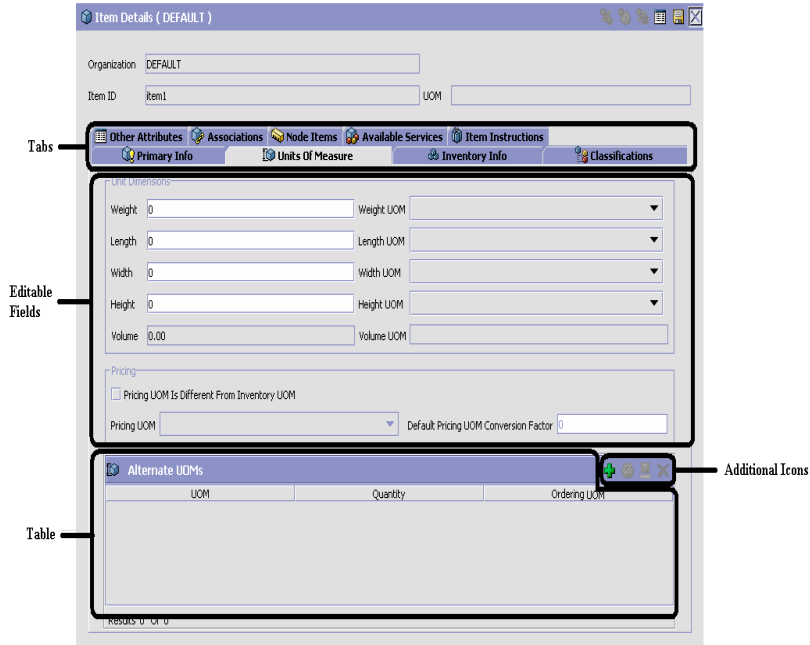 Item Details ( DEFAULT )
Organization DEFAULT
Item ID item1 UOM
Other Attributes Associations Node Items Available Services Item Instructions
Tabs
Primary Info Units Of Measure Inventory Info Classifications
Unit Dimensions
Weight 0 Weight UOM
Length 0 Length UOM
Width 0 Width UOM
Editable
Fields
Height 0 Height UOM
Volume 0.00 Volume UOM
Pricing
Pricing UOM Is Different From Inventory UOM
Pricing UOM Default Pricing UOM Conversion Factor 0
Alternate UOMs
Additional Icons
UOM Quantity Ordering UOM
Table
Results 0 Of 0